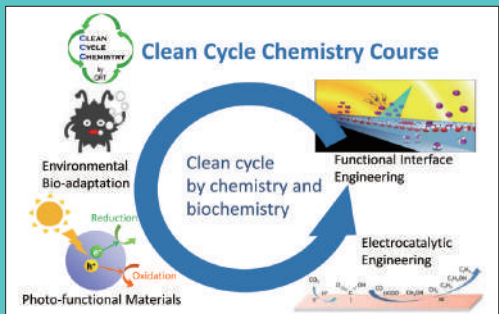 CLEAN
CYCLE
CHEMISTRY
by
Clean Cycle Chemistry Course
Environmental
Bio-adaptation
Clean cycle
by chemistry and
biochemistry
Functional Interface
Engineering
Reduction
e⁻
h⁺
Oxidation
Photo-functional Materials
Electrocatalytic
Engineering
CO₂